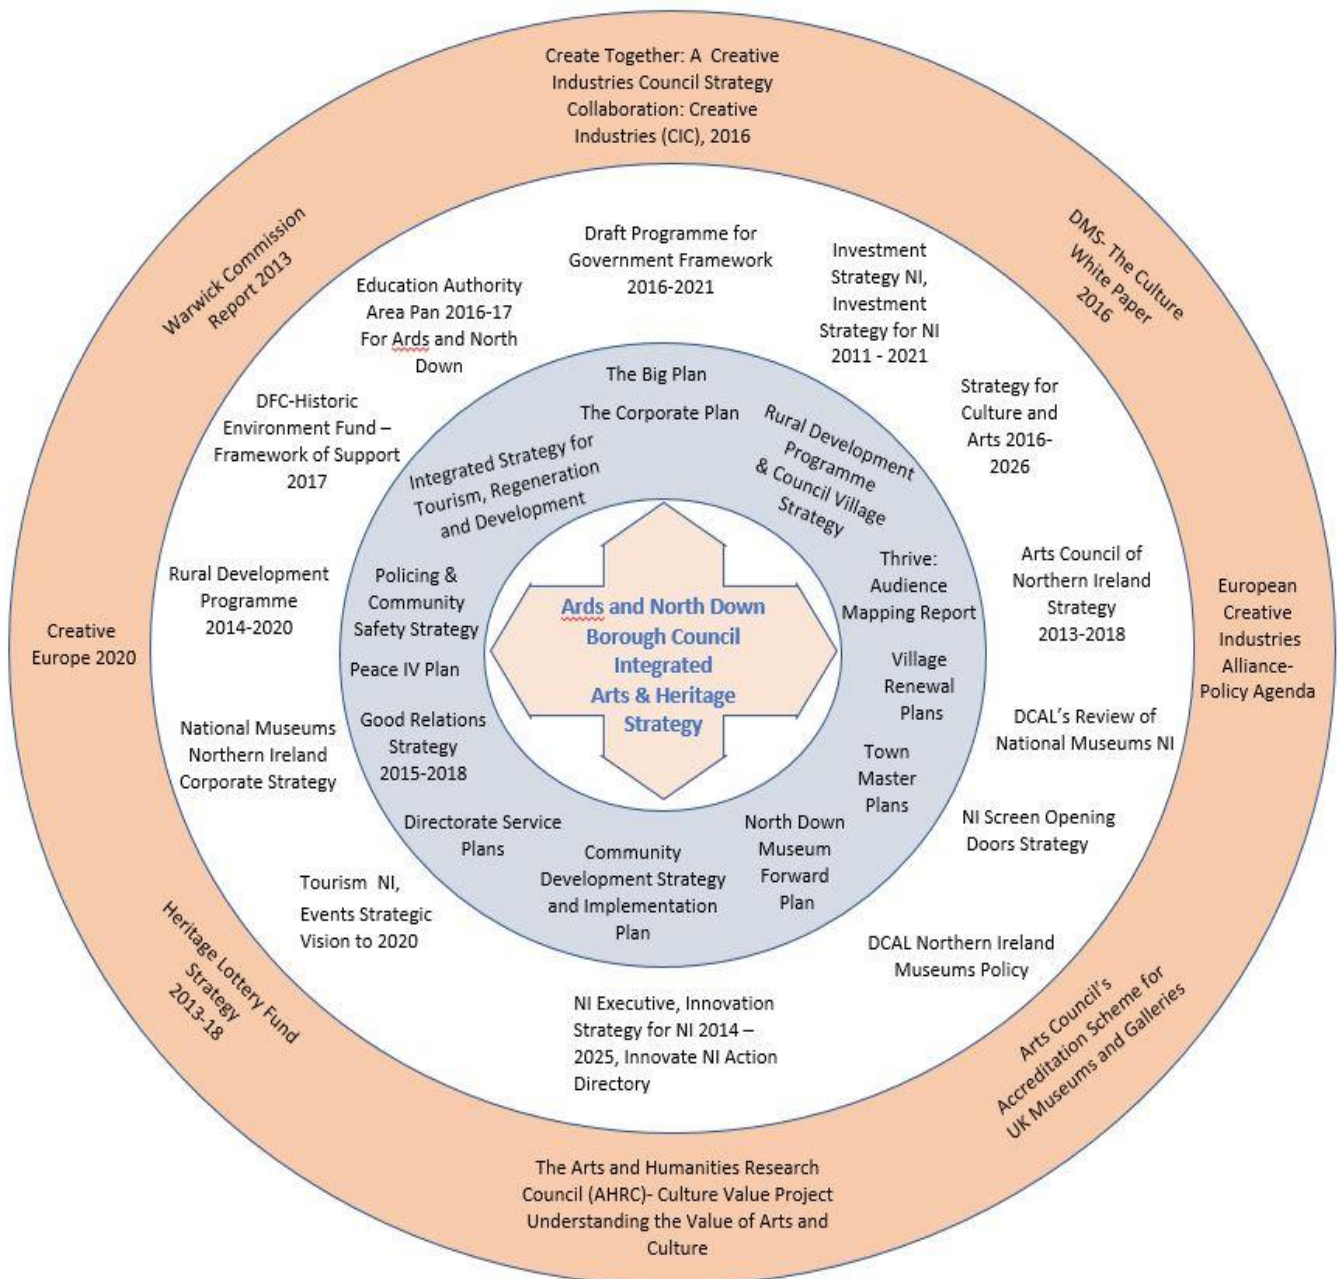 Create Together: A Creative
Industries Council Strategy
Collaboration: Creative
Industries (CIC), 2016
DMS- The Culture
White Paper
2016
European
Creative
Industries
Alliance-
Policy Agenda
Arts Council's
Accreditation Scheme for
UK Museums and Galleries
The Arts and Humanities Research
Council (AHRC)- Culture Value Project
Understanding the Value of Arts and
Culture
Heritage Lottery Fund
Strategy
2013-18
Creative
Europe 2020
Warwick Commission
Report 2013
Draft Programme for
Government Framework
2016-2021
Investment
Strategy NI,
Investment
Strategy for NI
2011 - 2021
Strategy for
Culture and
Arts 2016-
2026
Arts Council of
Northern Ireland
Strategy
2013-2018
DCAL's Review of
National Museums NI
NI Screen Opening
Doors Strategy
DCAL Northern Ireland
Museums Policy
NI Executive, Innovation
Strategy for NI 2014 –
2025, Innovate NI Action
Directory
Tourism NI,
Events Strategic
Vision to 2020
National Museums
Northern Ireland
Corporate Strategy
Rural Development
Programme
2014-2020
DFC-Historic
Environment Fund –
Framework of Support
2017
Education Authority
Area Pan 2016-17
For Ards and North
Down
The Big Plan
The Corporate Plan
Rural Development
Programme
& Council Village
Strategy
Thrive:
Audience
Mapping Report
Village
Renewal
Plans
Town
Master
Plans
North Down
Museum
Forward
Plan
Community
Development Strategy
and Implementation
Plan
Directorate Service
Plans
Good Relations
Strategy
2015-2018
Peace IV Plan
Policing &
Community
Safety Strategy
Integrated Strategy for
Tourism, Regeneration
and Development
Ards and North Down
Borough Council
Integrated
Arts & Heritage
Strategy